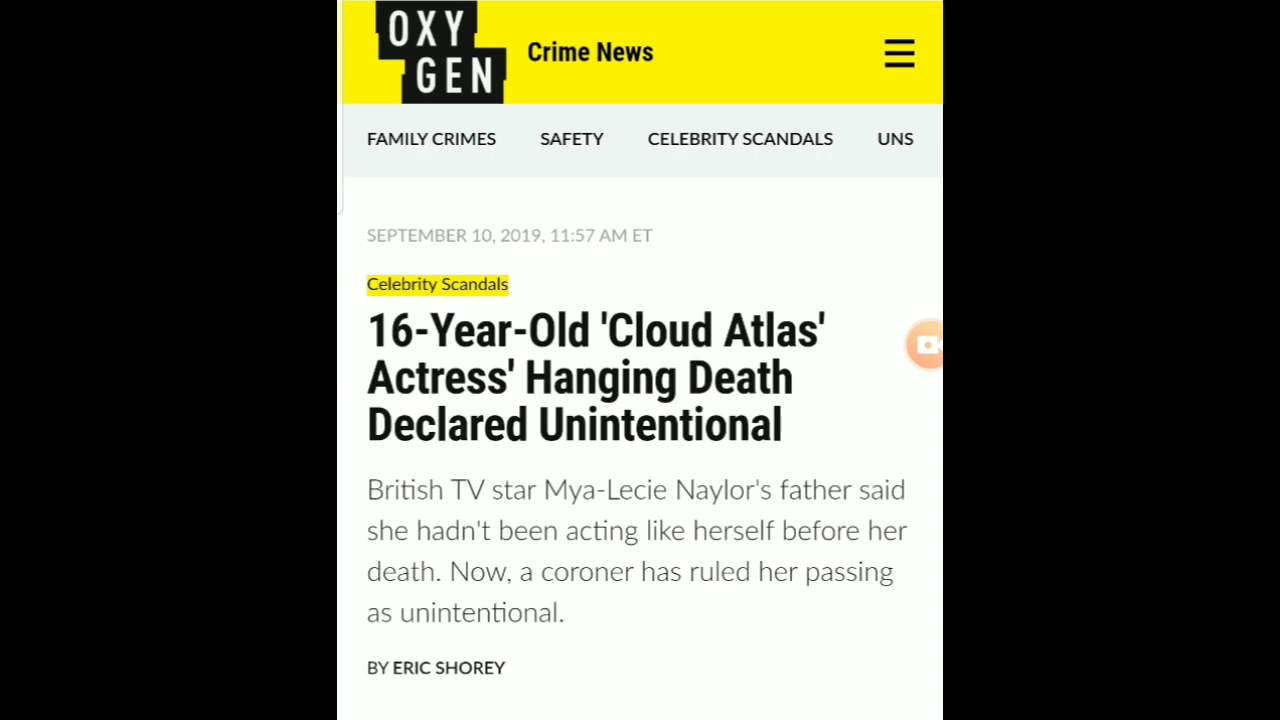 OXY
GEN
Crime News
FAMILY CRIMES SAFETY CELEBRITY SCANDALS UNS
SEPTEMBER 10, 2019, 11:57 AM ET
Celebrity Scandals
16-Year-Old 'Cloud Atlas'
Actress' Hanging Death
Declared Unintentional
British TV star Mya-Lecie Naylor's father said
she hadn't been acting like herself before her
death. Now, a coroner has ruled her passing
as unintentional.
BY ERIC SHOREY